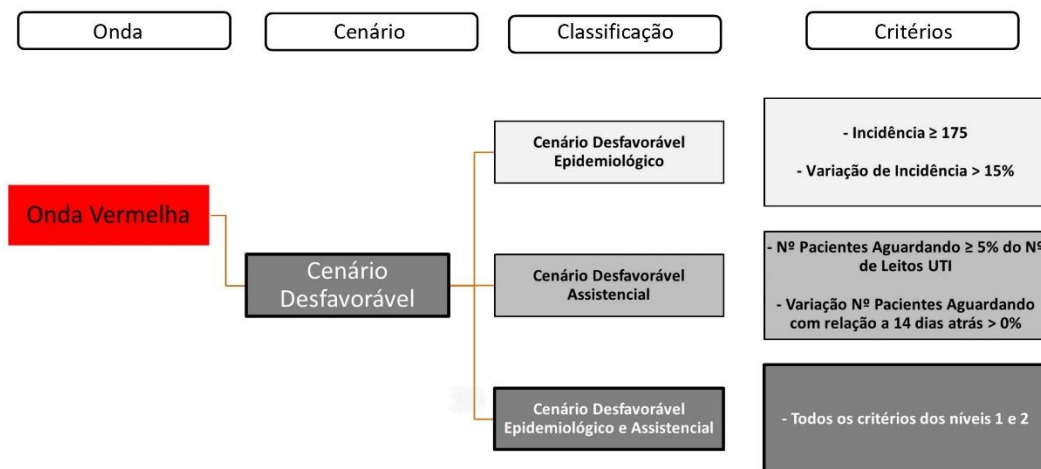 Onda
Cenário
Classificação
Critérios
Onda Vermelha
Cenário
Desfavorável
Cenário Desfavorável
Epidemiológico
- Incidência ≥ 175
- Variação de Incidência > 15%
Cenário Desfavorável
Assistencial
- Nº Pacientes Aguardando ≥ 5% do Nº
de Leitos UTI
- Variação Nº Pacientes Aguardando
com relação a 14 dias atrás > 0%
Cenário Desfavorável
Epidemiológico e Assistencial
- Todos os critérios dos níveis 1 e 2